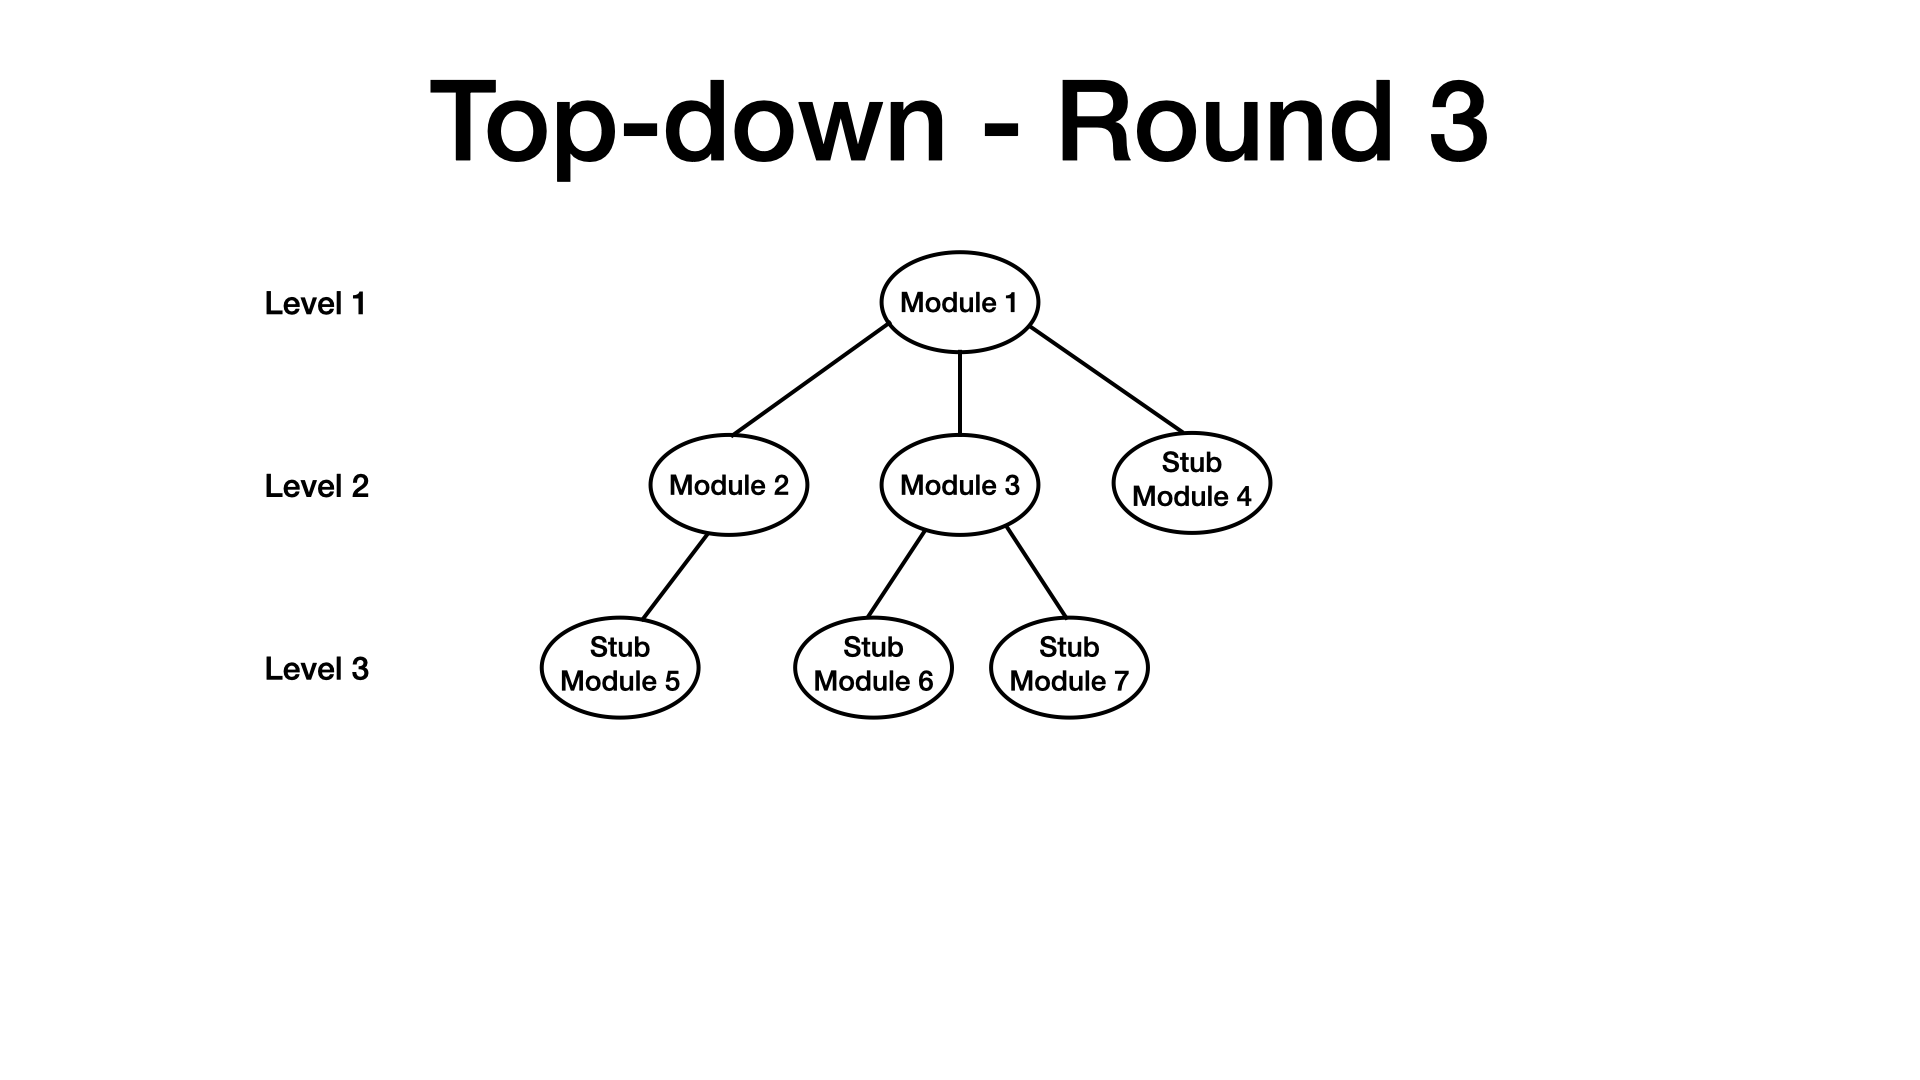 Top-down - Round 3
Level 1
Module 1
Level 2
Module 2
Module 3
Stub
Module 4
Level 3
Stub
Module 5
Stub
Module 6
Stub
Module 7